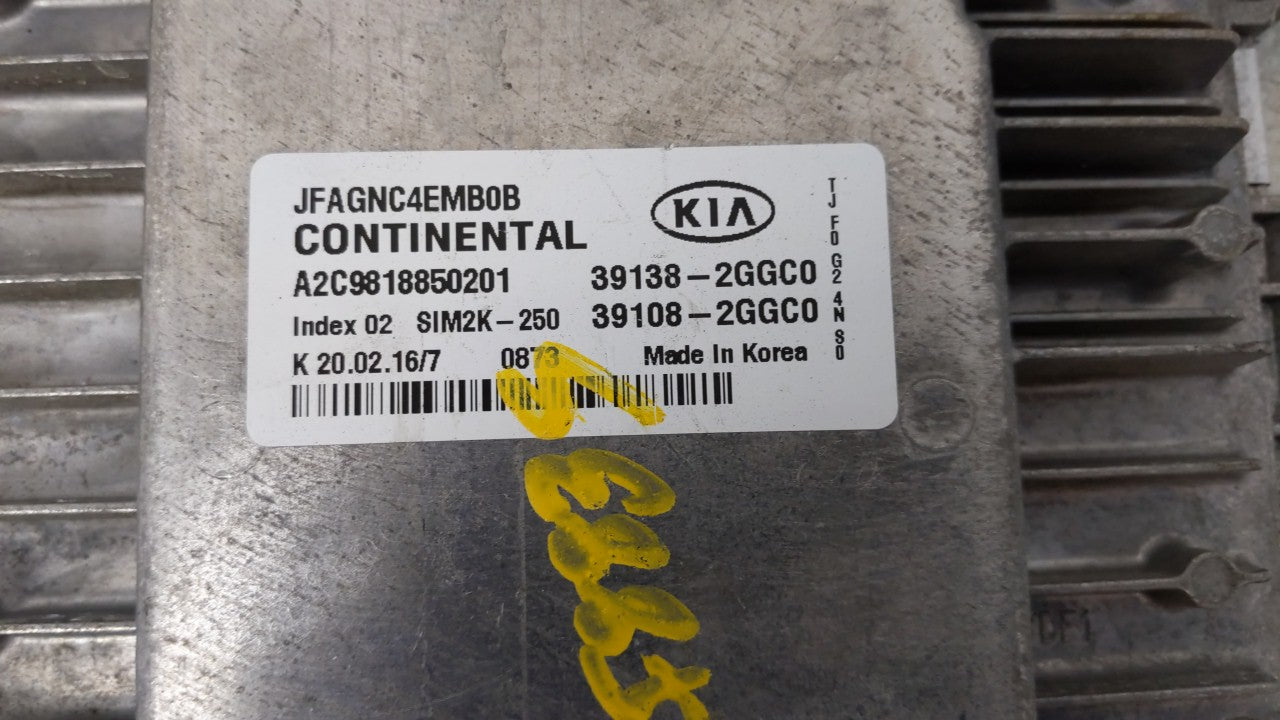 JFAGNC4EMB0B
CONTINENTAL
KIA
A2C9818850201 39138-2GGC0
Index 02 SIM2K-250 39108-2GGC0
K 20.02.16/7 0873 Made In Korea
TJ F0 G2 4N S0
DF1